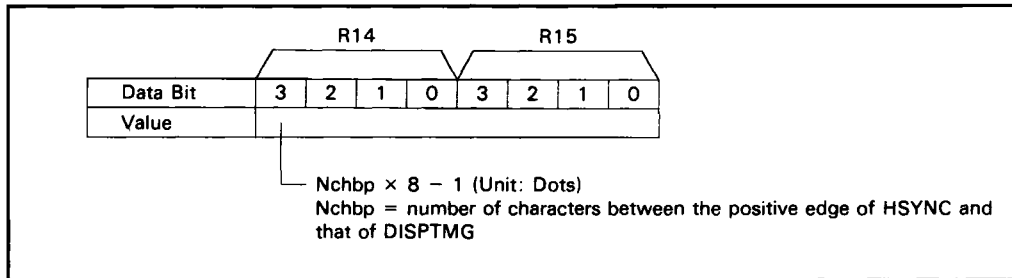 R14 R15
Data Bit 3 2 1 0 3 2 1 0
Value
Nchbp × 8 − 1 (Unit: Dots)
Nchbp = number of characters between the positive edge of HSYNC and
that of DISPTMG